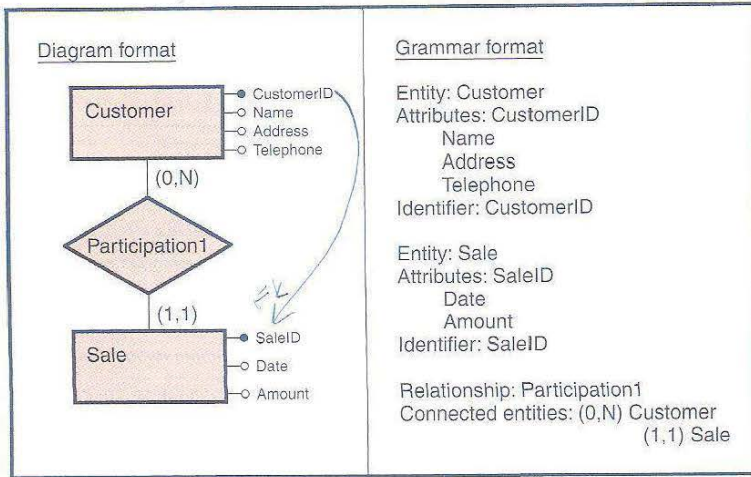 Diagram format
Customer
CustomerID
Name
Address
Telephone
(0,N)
Participation1
(1,1)
Sale
SaleID
Date
Amount
Grammar format
Entity: Customer
Attributes: CustomerID
Name
Address
Telephone
Identifier: CustomerID
Entity: Sale
Attributes: SaleID
Date
Amount
Identifier: SaleID
Relationship: Participation1
Connected entities: (0,N) Customer
(1,1) Sale